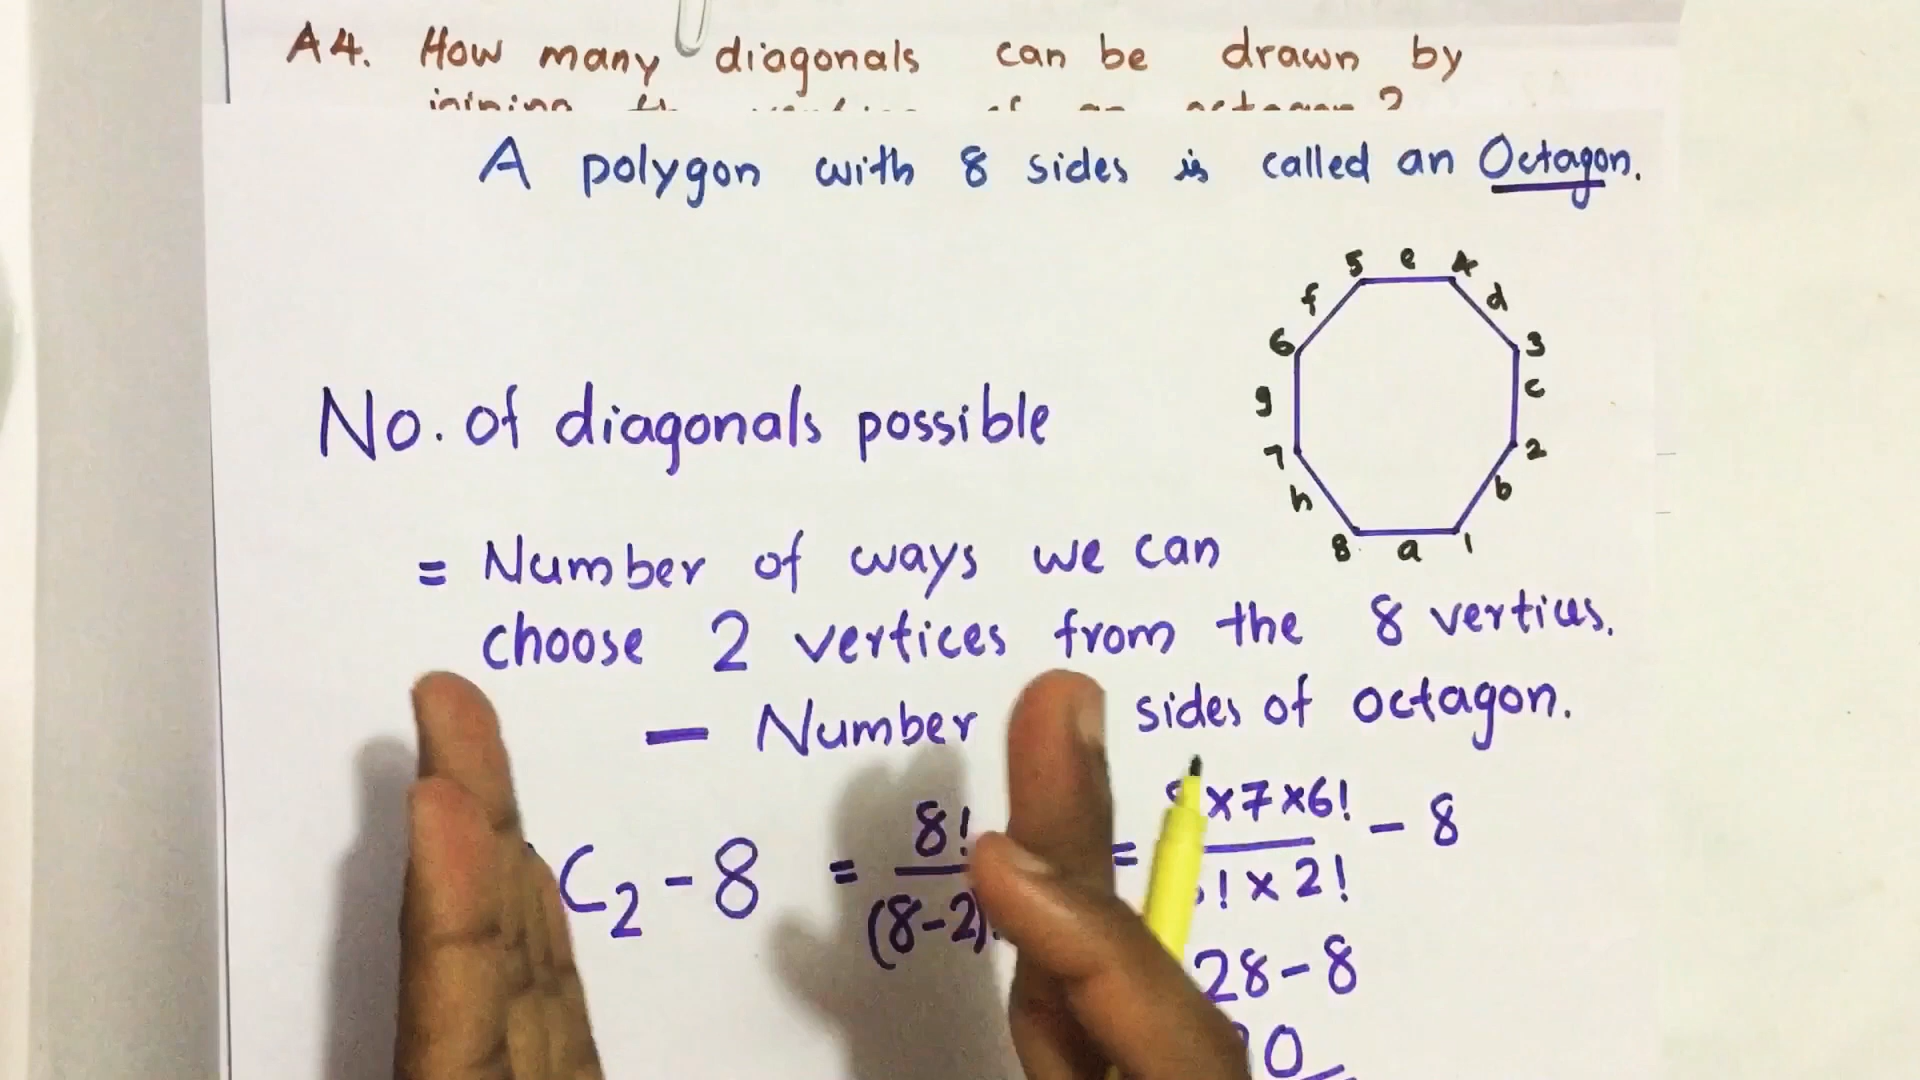 A4. How many diagonals can be drawn by
A polygon with 8 sides is called an Octagon.
5 e 4
f d
6 3
g c
7 2
h b
8 a 1
No. of diagonals possible
= Number of ways we can
choose 2 vertices from the 8 vertices.
— Number sides of octagon.
C2 - 8 = 8! / (8-2)! = x7x6! / ! x 2! - 8
28 - 8
0